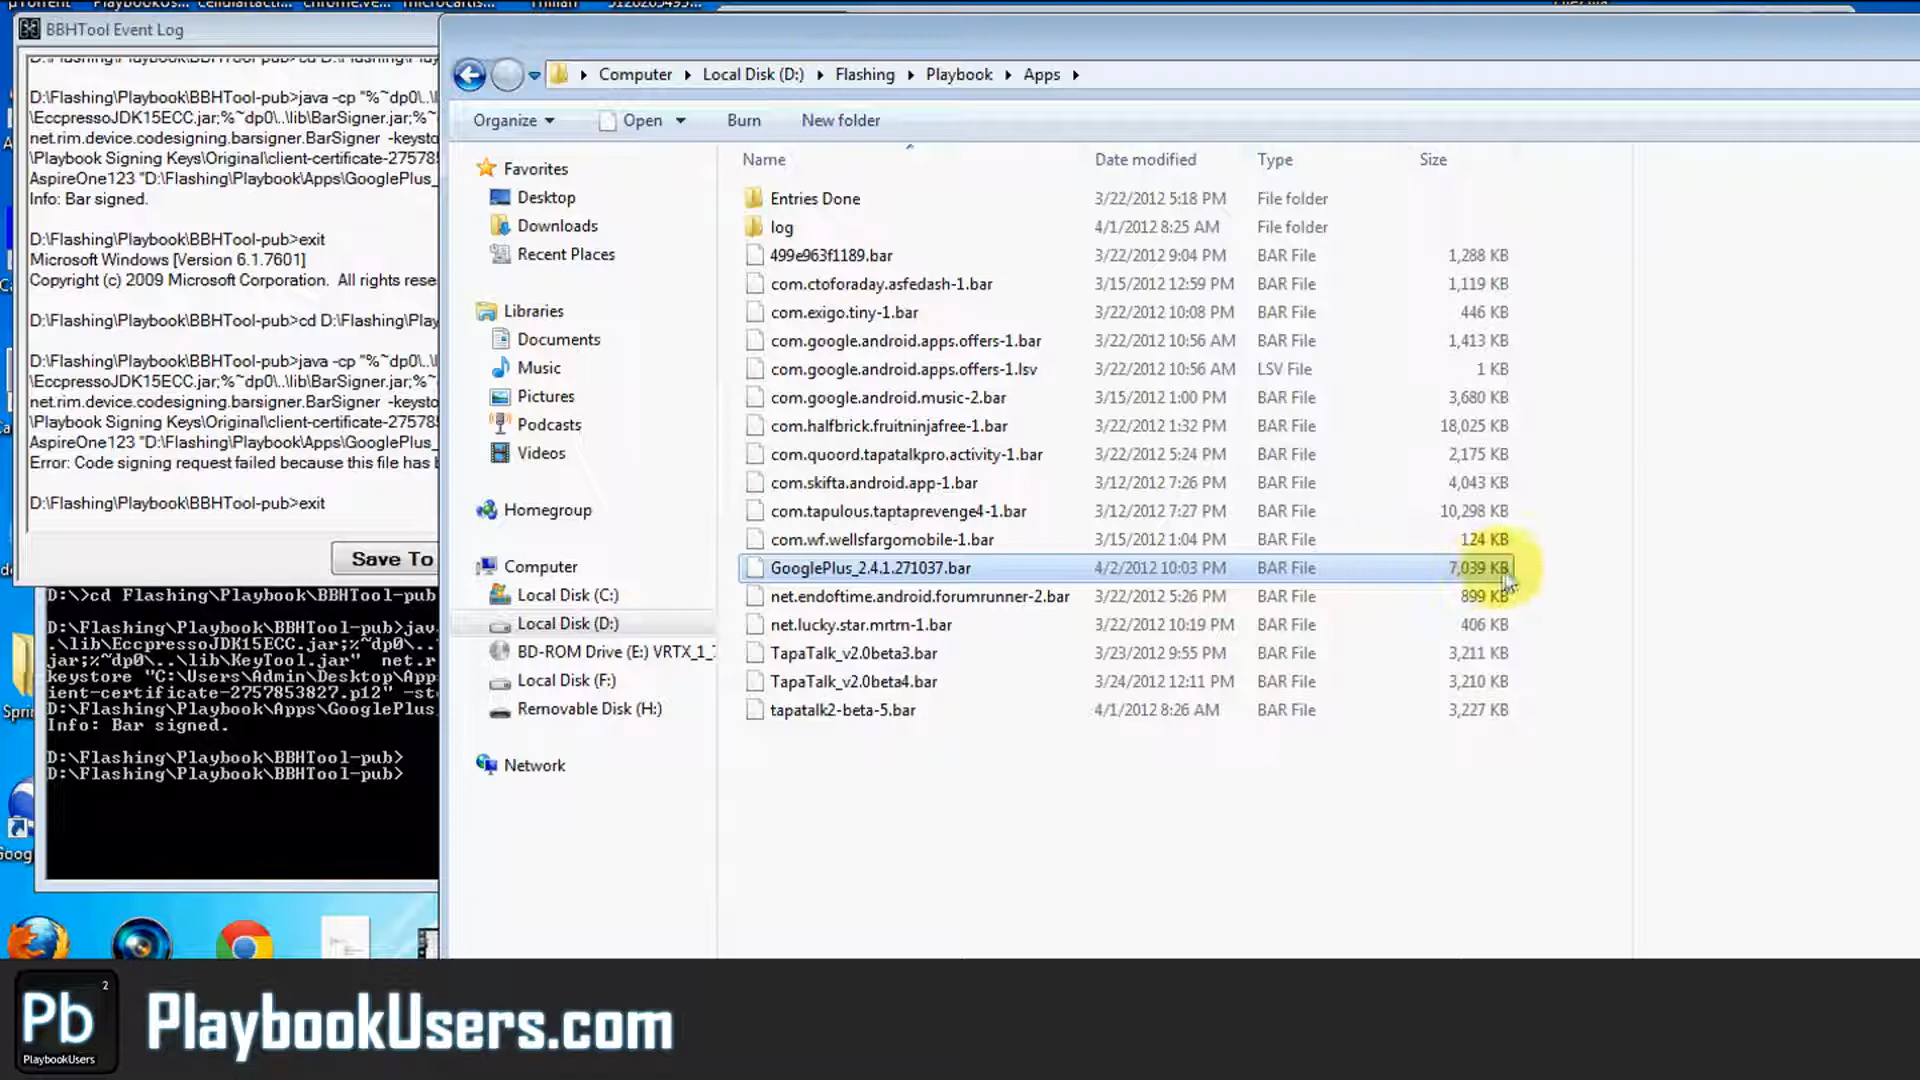 BBHTool Event Log
D:\Flashing\Playbook\BBHTool-pub>java -cp "%~dp0\..\l
\EccpressoJDK15ECC.jar;%~dp0\..\lib\BarSigner.jar;%~d
net.rim.device.codesigning.barsigner.BarSigner -keysto
\Playbook Signing Keys\Original\client-certificate-27578
AspireOne123 "D:\Flashing\Playbook\Apps\GooglePlus_
Info: Bar signed.
D:\Flashing\Playbook\BBHTool-pub>exit
Microsoft Windows [Version 6.1.7601]
Copyright (c) 2009 Microsoft Corporation. All rights rese
D:\Flashing\Playbook\BBHTool-pub>cd D:\Flashing\Play
D:\Flashing\Playbook\BBHTool-pub>java -cp "%~dp0\..\l
\EccpressoJDK15ECC.jar;%~dp0\..\lib\BarSigner.jar;%~d
net.rim.device.codesigning.barsigner.BarSigner -keysto
\Playbook Signing Keys\Original\client-certificate-27578
AspireOne123 "D:\Flashing\Playbook\Apps\GooglePlus_
Error: Code signing request failed because this file has
D:\Flashing\Playbook\BBHTool-pub>exit
Save To
D:\>cd Flashing\Playbook\BBHTool-pub
D:\Flashing\Playbook\BBHTool-pub>jav
.\lib\EccpressoJDK15ECC.jar;%~dp0\..
jar;%~dp0\..\lib\KeyTool.jar" net.r
keystore "C:\Users\Admin\Desktop\App
ient-certificate-2757853827.p12" -sto
D:\Flashing\Playbook\Apps\GooglePlus_
Info: Bar signed.
D:\Flashing\Playbook\BBHTool-pub>
D:\Flashing\Playbook\BBHTool-pub>
Computer Local Disk (D:) Flashing Playbook Apps
Organize Open Burn New folder
Favorites
Desktop
Downloads
Recent Places
Libraries
Documents
Music
Pictures
Podcasts
Videos
Homegroup
Computer
Local Disk (C:)
Local Disk (D:)
BD-ROM Drive (E:) VRTX_1_
Local Disk (F:)
Removable Disk (H:)
Network
Name Date modified Type Size
Entries Done 3/22/2012 5:18 PM File folder
log 4/1/2012 8:25 AM File folder
499e963f1189.bar 3/22/2012 9:04 PM BAR File 1,288 KB
com.ctoforaday.asfedash-1.bar 3/15/2012 12:59 PM BAR File 1,119 KB
com.exigo.tiny-1.bar 3/22/2012 10:08 PM BAR File 446 KB
com.google.android.apps.offers-1.bar 3/22/2012 10:56 AM BAR File 1,413 KB
com.google.android.apps.offers-1.lsv 3/22/2012 10:56 AM LSV File 1 KB
com.google.android.music-2.bar 3/15/2012 1:00 PM BAR File 3,680 KB
com.halfbrick.fruitninjafree-1.bar 3/22/2012 1:32 PM BAR File 18,025 KB
com.quoord.tapatalkpro.activity-1.bar 3/22/2012 5:24 PM BAR File 2,175 KB
com.skifta.android.app-1.bar 3/12/2012 7:26 PM BAR File 4,043 KB
com.tapulous.taptaprevenge4-1.bar 3/12/2012 7:27 PM BAR File 10,298 KB
com.wf.wellsfargomobile-1.bar 3/15/2012 1:04 PM BAR File 124 KB
GooglePlus_2.4.1.271037.bar 4/2/2012 10:03 PM BAR File 7,039 KB
net.endoftime.android.forumrunner-2.bar 3/22/2012 5:26 PM BAR File 899 KB
net.lucky.star.mrtm-1.bar 3/22/2012 10:19 PM BAR File 406 KB
TapaTalk_v2.0beta3.bar 3/23/2012 9:55 PM BAR File 3,211 KB
TapaTalk_v2.0beta4.bar 3/24/2012 12:11 PM BAR File 3,210 KB
tapatalk2-beta-5.bar 4/1/2012 8:26 AM BAR File 3,227 KB
Pb 2
PlaybookUsers
PlaybookUsers.com